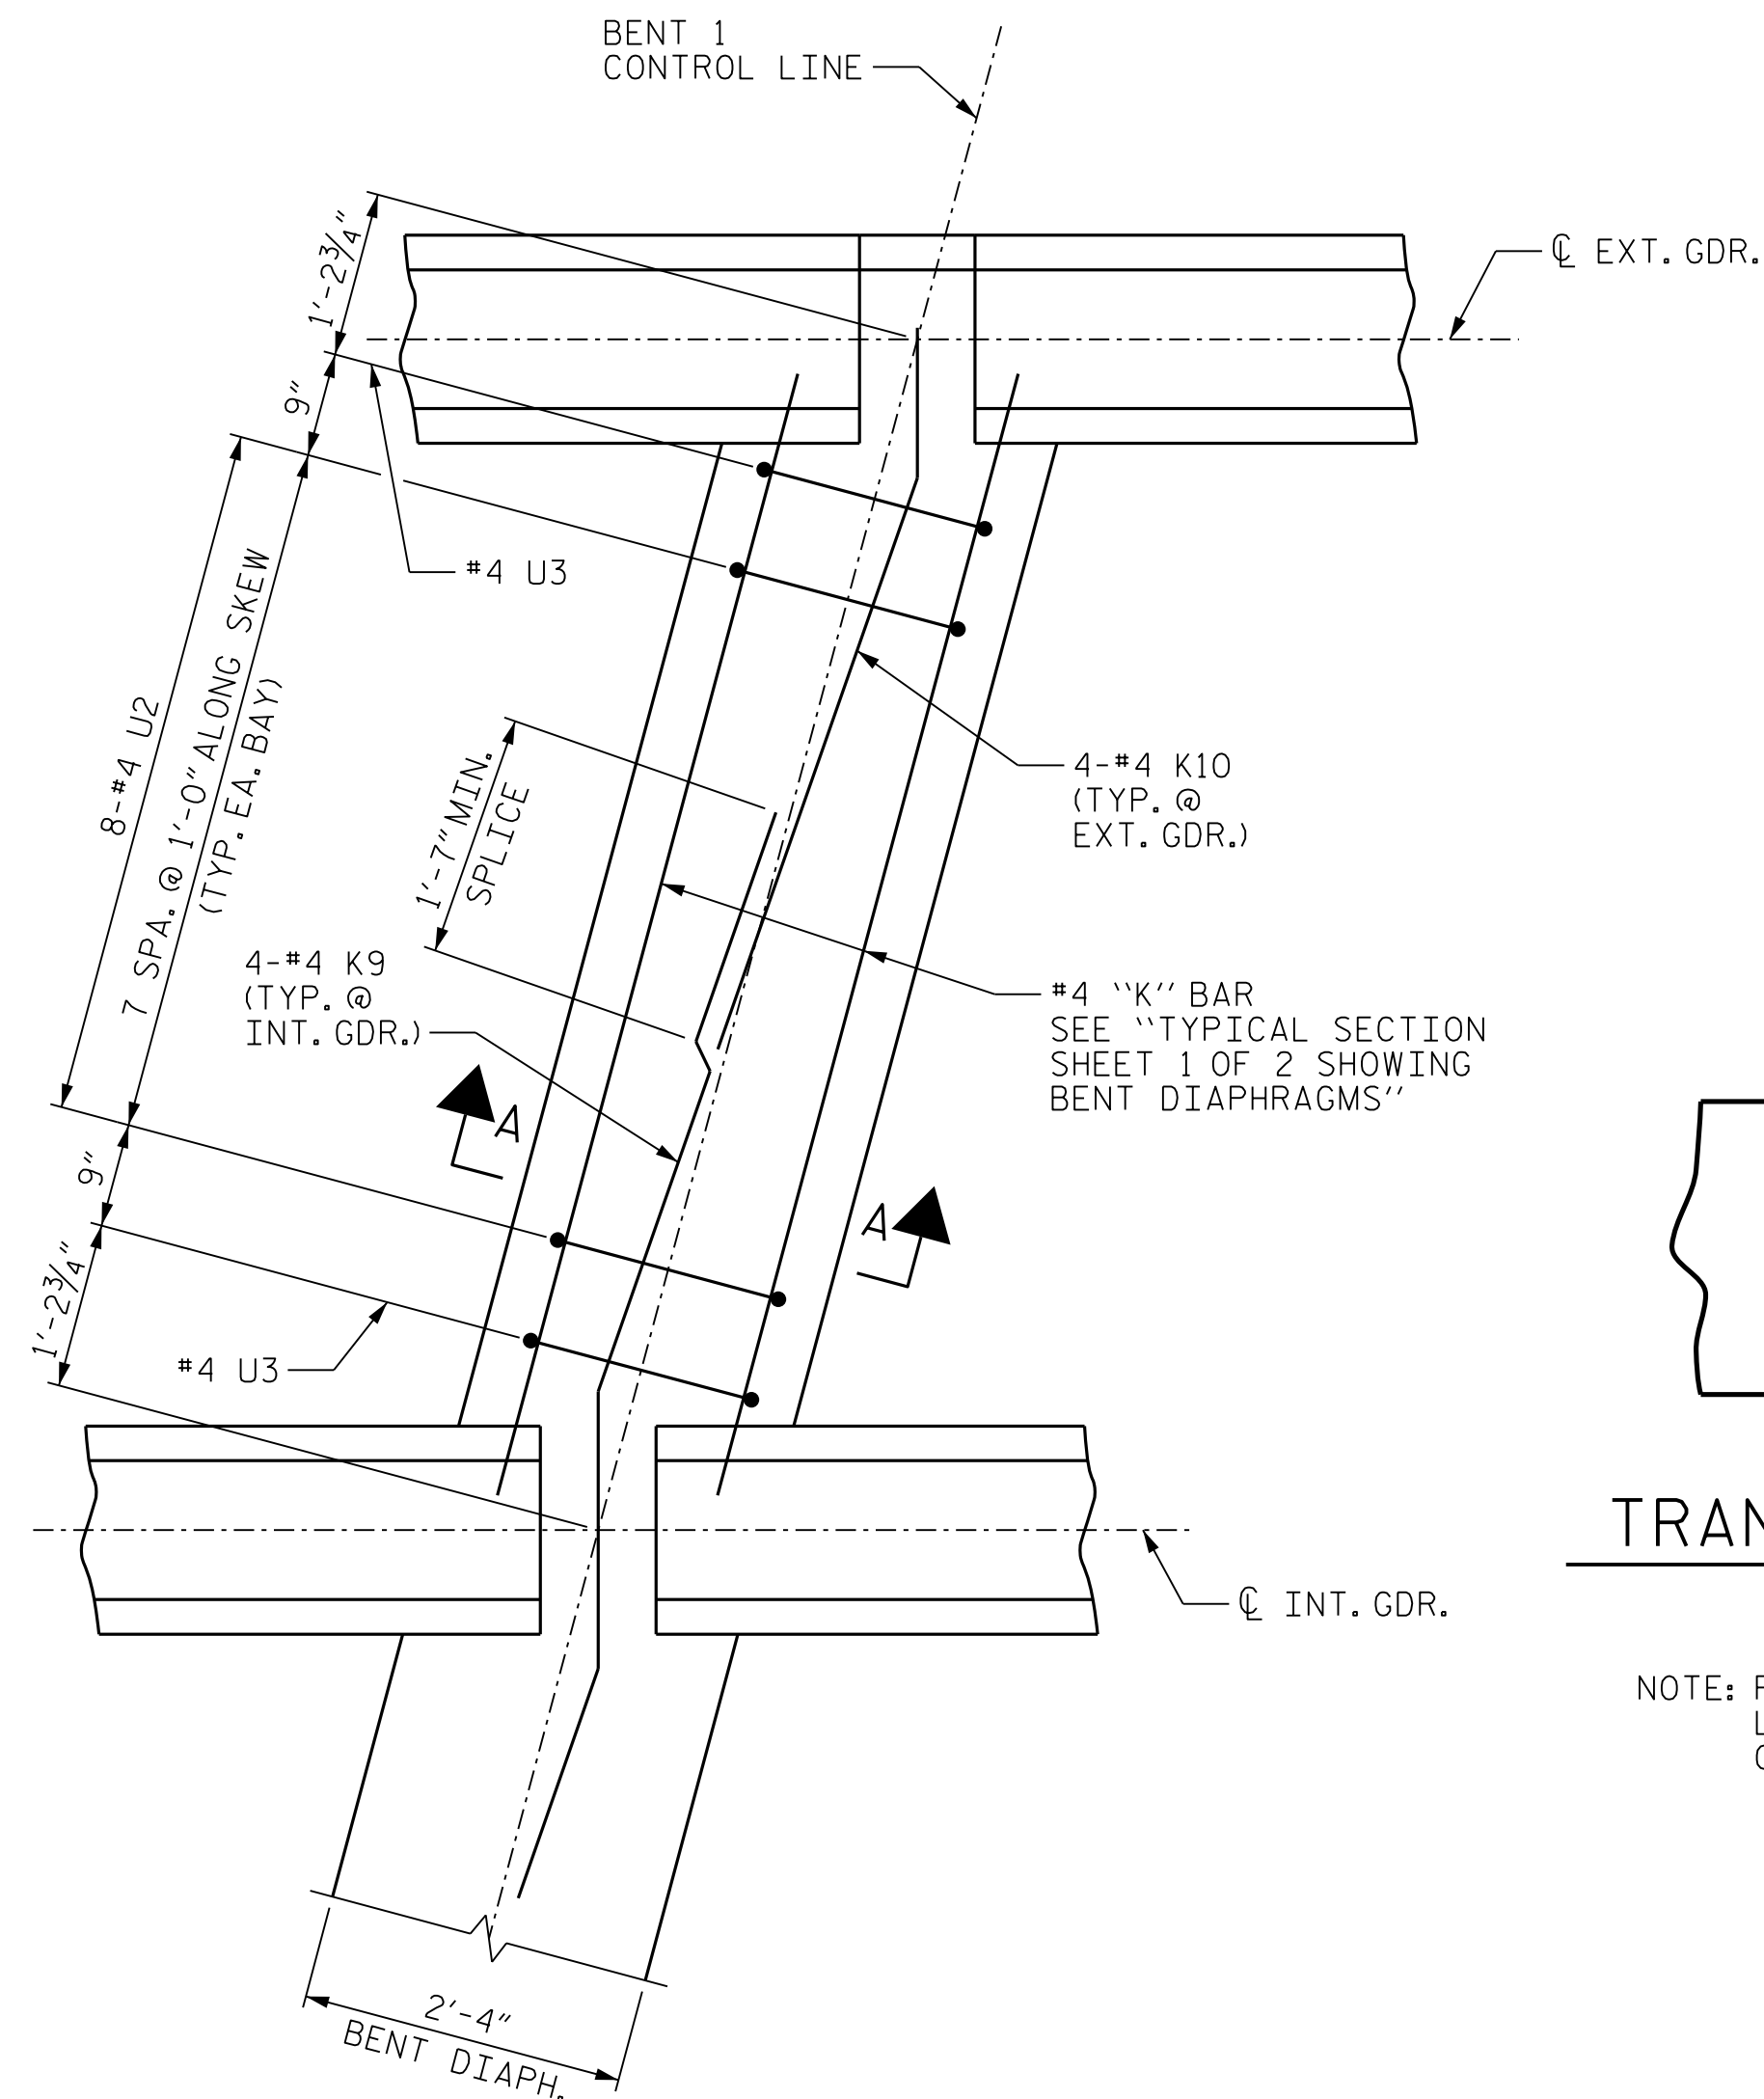 BENT 1
CONTROL LINE
℄ EXT. GDR.
1'-2¾"
9"
#4 U3
8-#4 U2
7 SPA. @ 1'-0" ALONG SKEW
(TYP. EA. BAY)
1'-7" MIN.
SPLICE
4-#4 K10
(TYP. @
EXT. GDR.)
4-#4 K9
(TYP. @
INT. GDR.)
#4 "K" BAR
SEE "TYPICAL SECTION
SHEET 1 OF 2 SHOWING
BENT DIAPHRAGMS"
A
A
9"
1'-2¾"
#4 U3
℄ INT. GDR.
TRAN
NOTE:
2'-4"
BENT DIAPH.